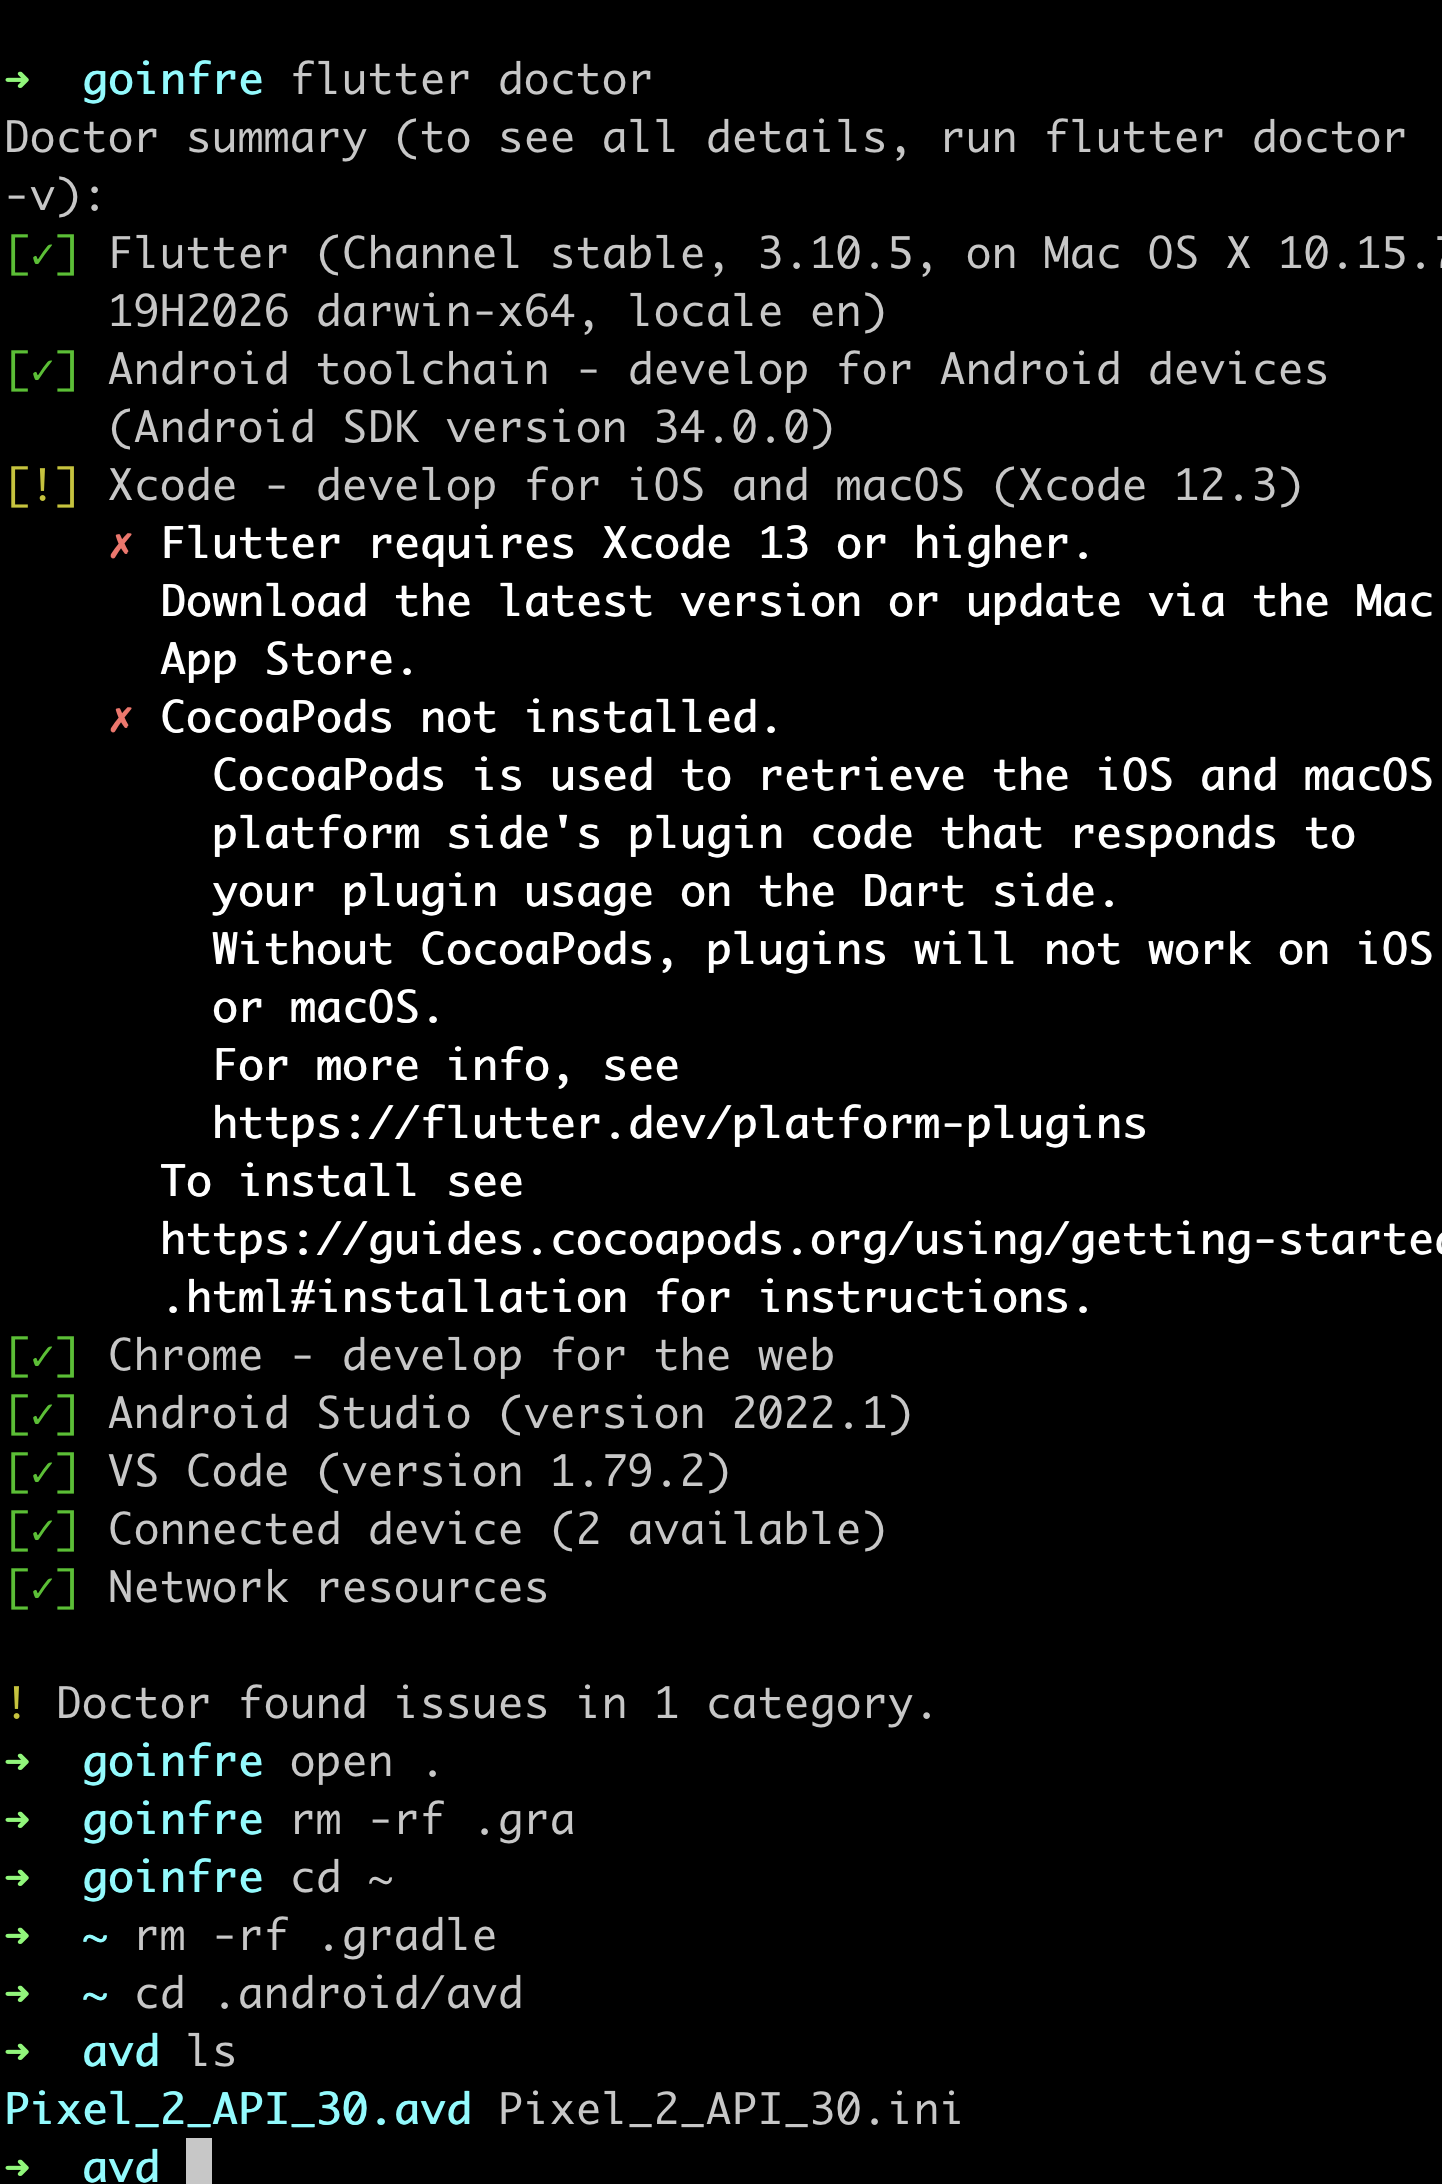 ➜  goinfre flutter doctor
Doctor summary (to see all details, run flutter doctor
-v):
[✓] Flutter (Channel stable, 3.10.5, on Mac OS X 10.15.7
    19H2026 darwin-x64, locale en)
[✓] Android toolchain - develop for Android devices
    (Android SDK version 34.0.0)
[!] Xcode - develop for iOS and macOS (Xcode 12.3)
    ✗ Flutter requires Xcode 13 or higher.
      Download the latest version or update via the Mac
      App Store.
    ✗ CocoaPods not installed.
        CocoaPods is used to retrieve the iOS and macOS
        platform side's plugin code that responds to
        your plugin usage on the Dart side.
        Without CocoaPods, plugins will not work on iOS
        or macOS.
        For more info, see
        https://flutter.dev/platform-plugins
      To install see
      https://guides.cocoapods.org/using/getting-started
      .html#installation for instructions.
[✓] Chrome - develop for the web
[✓] Android Studio (version 2022.1)
[✓] VS Code (version 1.79.2)
[✓] Connected device (2 available)
[✓] Network resources

! Doctor found issues in 1 category.
➜  goinfre open .
➜  goinfre rm -rf .gra
➜  goinfre cd ~
➜  ~ rm -rf .gradle
➜  ~ cd .android/avd
➜  avd ls
Pixel_2_API_30.avd Pixel_2_API_30.ini
➜  avd